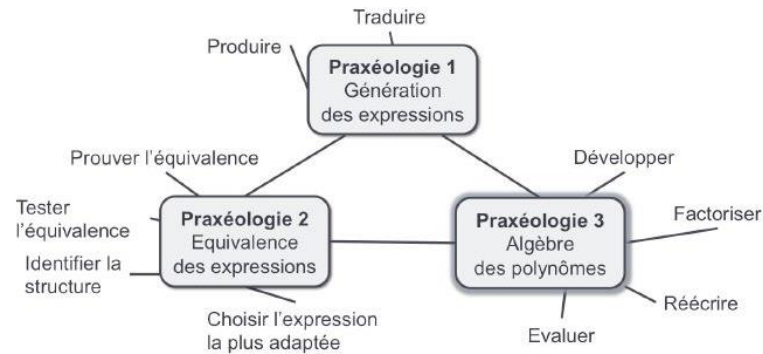 Traduire
Produire
Praxéologie 1
Génération
des expressions
Prouver l'équivalence
Développer
Tester
l'équivalence
Praxéologie 2
Equivalence
des expressions
Praxéologie 3
Algèbre
des polynômes
Factoriser
Identifier la
structure
Réécrire
Choisir l'expression
la plus adaptée
Evaluer